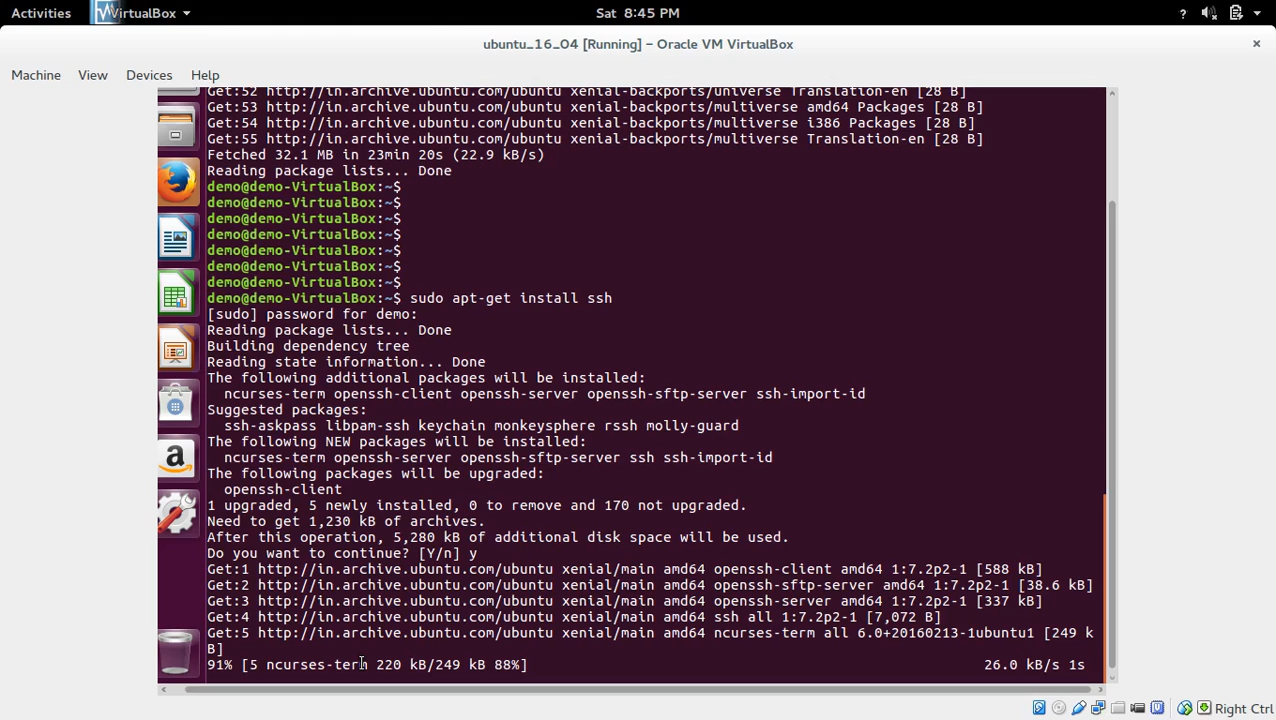 Activities VirtualBox Sat 8:45 PM ?
ubuntu_16_04 [Running] – Oracle VM VirtualBox ×
Machine View Devices Help
Get:52 http://in.archive.ubuntu.com/ubuntu xenial-backports/universe Translation-en [28 B]
Get:53 http://in.archive.ubuntu.com/ubuntu xenial-backports/multiverse amd64 Packages [28 B]
Get:54 http://in.archive.ubuntu.com/ubuntu xenial-backports/multiverse i386 Packages [28 B]
Get:55 http://in.archive.ubuntu.com/ubuntu xenial-backports/multiverse Translation-en [28 B]
Fetched 32.1 MB in 23min 20s (22.9 kB/s)
Reading package lists... Done
demo@demo-VirtualBox:~$
demo@demo-VirtualBox:~$
demo@demo-VirtualBox:~$
demo@demo-VirtualBox:~$
demo@demo-VirtualBox:~$
demo@demo-VirtualBox:~$
demo@demo-VirtualBox:~$
demo@demo-VirtualBox:~$ sudo apt-get install ssh
[sudo] password for demo:
Reading package lists... Done
Building dependency tree
Reading state information... Done
The following additional packages will be installed:
ncurses-term openssh-client openssh-server openssh-sftp-server ssh-import-id
Suggested packages:
ssh-askpass libpam-ssh keychain monkeysphere rssh molly-guard
The following NEW packages will be installed:
ncurses-term openssh-server openssh-sftp-server ssh ssh-import-id
The following packages will be upgraded:
openssh-client
1 upgraded, 5 newly installed, 0 to remove and 170 not upgraded.
Need to get 1,230 kB of archives.
After this operation, 5,280 kB of additional disk space will be used.
Do you want to continue? [Y/n] y
Get:1 http://in.archive.ubuntu.com/ubuntu xenial/main amd64 openssh-client amd64 1:7.2p2-1 [588 kB]
Get:2 http://in.archive.ubuntu.com/ubuntu xenial/main amd64 openssh-sftp-server amd64 1:7.2p2-1 [38.6 kB]
Get:3 http://in.archive.ubuntu.com/ubuntu xenial/main amd64 openssh-server amd64 1:7.2p2-1 [337 kB]
Get:4 http://in.archive.ubuntu.com/ubuntu xenial/main amd64 ssh all 1:7.2p2-1 [7,072 B]
Get:5 http://in.archive.ubuntu.com/ubuntu xenial/main amd64 ncurses-term all 6.0+20160213-1ubuntu1 [249 k
B]
91% [5 ncurses-term 220 kB/249 kB 88%] 26.0 kB/s 1s
Right Ctrl